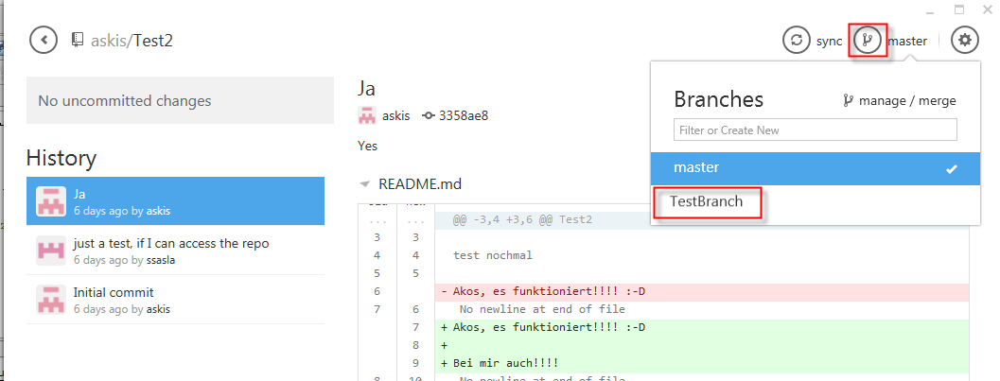 askis/Test2
sync
master
No uncommitted changes
History
Ja
6 days ago by askis
just a test, if I can access the repo
6 days ago by ssasla
Initial commit
6 days ago by askis
Ja
askis 3358ae8
Yes
README.md
... ... @@ -3,4 +3,6 @@ Test2
3 3
4 4 test nochmal
5 5
6 - Akos, es funktioniert!!!! :-D
7 6 No newline at end of file
7 + Akos, es funktioniert!!!! :-D
8 +
9 + Bei mir auch!!!!
8 10 No newline at end of file
Branches
manage / merge
Filter or Create New
master
TestBranch